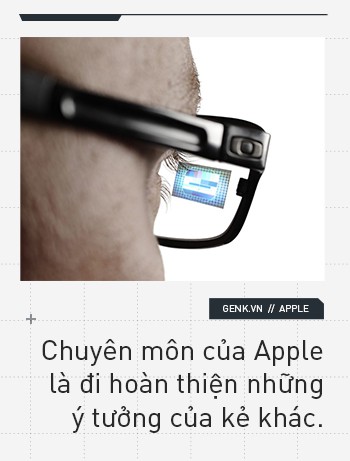 GENK.VN // APPLE
Chuyên môn của Apple
là đi hoàn thiện những
ý tưởng của kẻ khác.